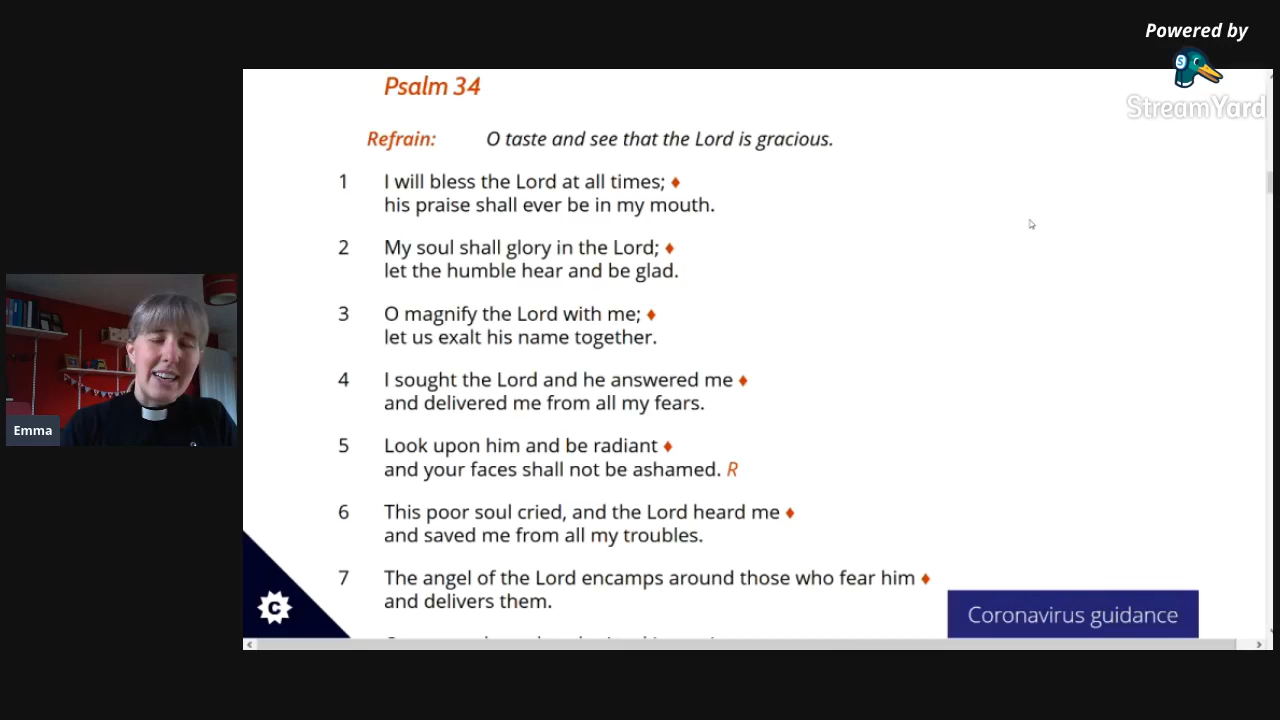 Powered by
S
StreamYard
Psalm 34
Refrain: O taste and see that the Lord is gracious.
1 I will bless the Lord at all times; ♦
his praise shall ever be in my mouth.
2 My soul shall glory in the Lord; ♦
let the humble hear and be glad.
3 O magnify the Lord with me; ♦
let us exalt his name together.
4 I sought the Lord and he answered me ♦
and delivered me from all my fears.
5 Look upon him and be radiant ♦
and your faces shall not be ashamed. R
6 This poor soul cried, and the Lord heard me ♦
and saved me from all my troubles.
7 The angel of the Lord encamps around those who fear him ♦
and delivers them.
Emma
C
Coronavirus guidance